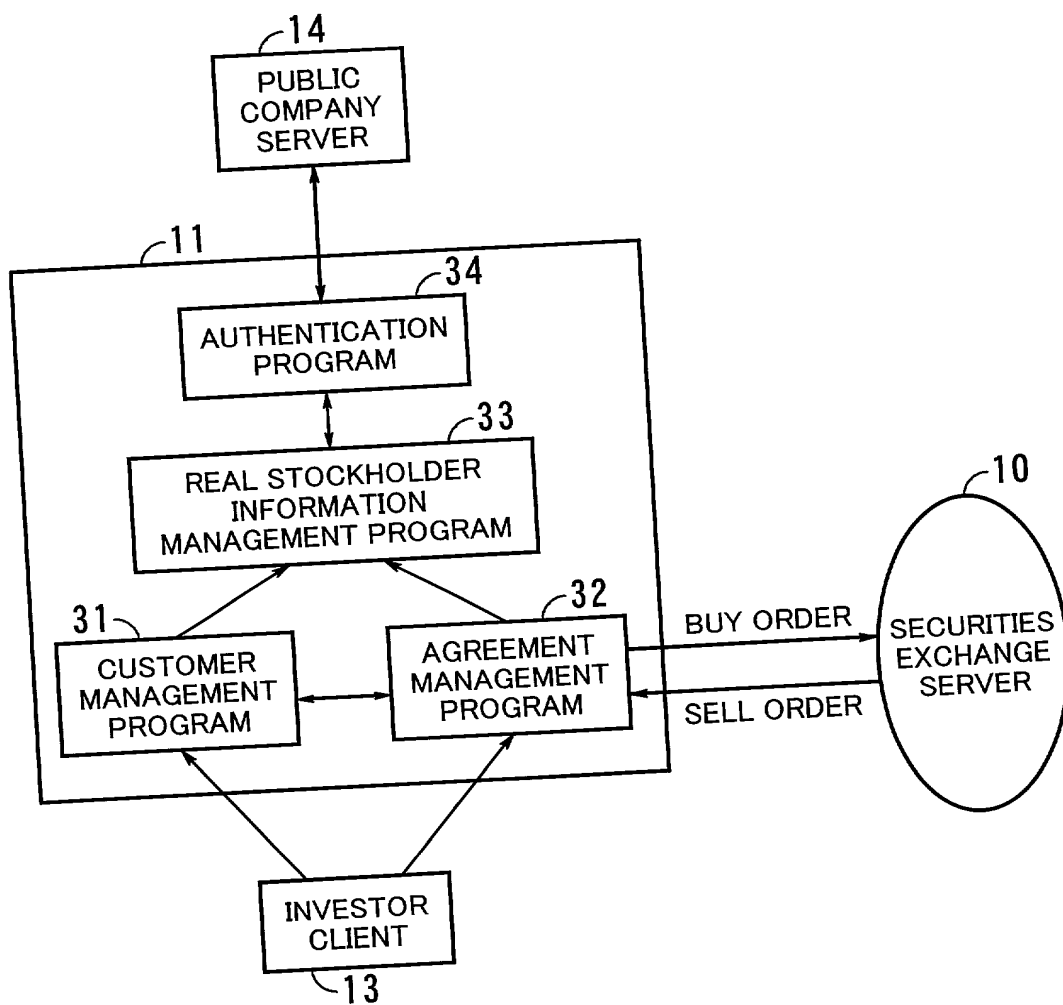 14
PUBLIC
COMPANY
SERVER
11
34
AUTHENTICATION
PROGRAM
33
REAL STOCKHOLDER
INFORMATION
MANAGEMENT PROGRAM
10
31
CUSTOMER
MANAGEMENT
PROGRAM
32
AGREEMENT
MANAGEMENT
PROGRAM
BUY ORDER
SELL ORDER
SECURITIES
EXCHANGE
SERVER
INVESTOR
CLIENT
13